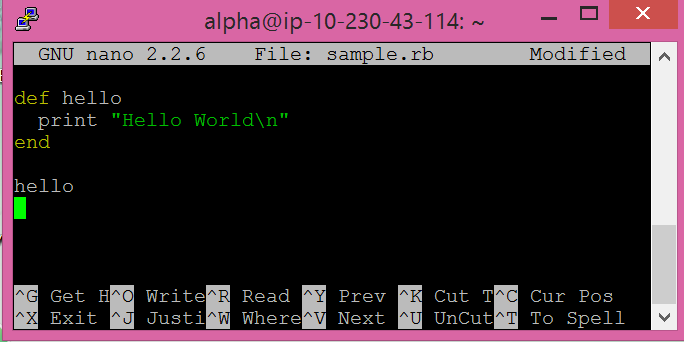 alpha@ip-10-230-43-114: ~
GNU nano 2.2.6 File: sample.rb Modified
def hello
  print "Hello World\n"
end
hello
^G Get H^O Write^R Read ^Y Prev ^K Cut T^C Cur Pos
^X Exit ^J Justi^W Where^V Next ^U UnCut^T To Spell